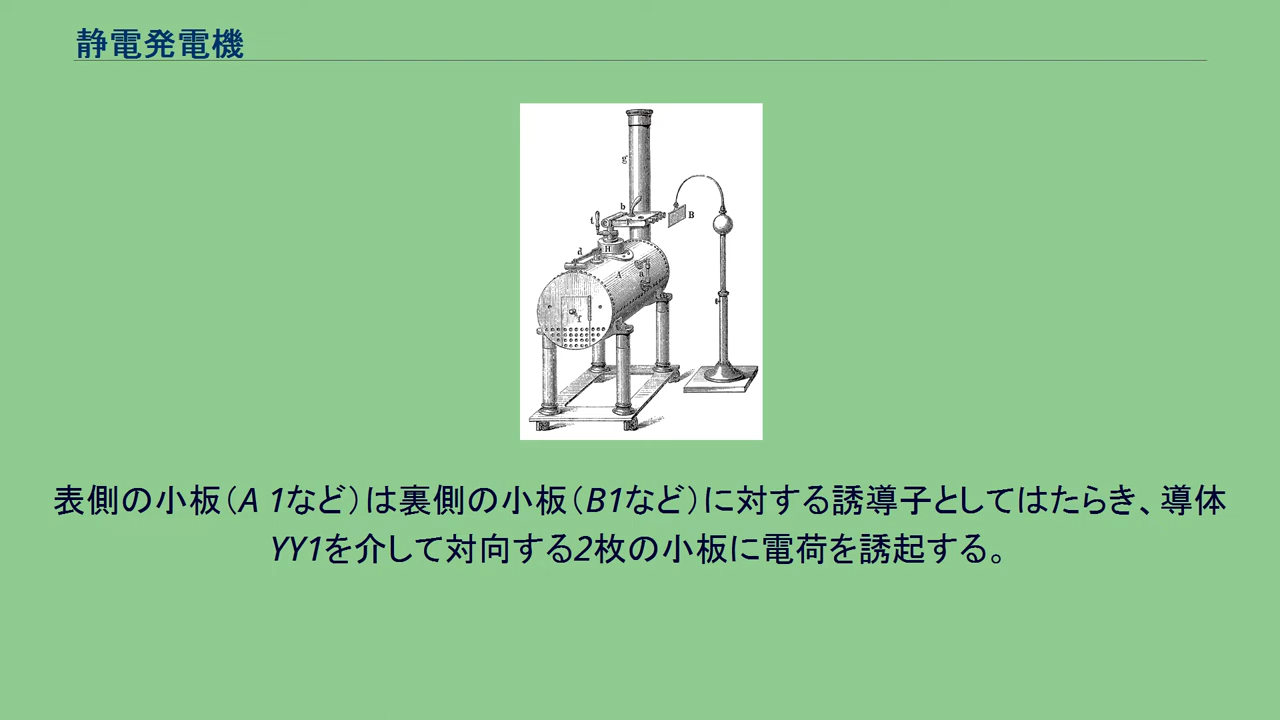 静電発電機
g
b
t
B
d
H
A
a
f
表側の小板（A 1など）は裏側の小板（B1など）に対する誘導子としてはたらき、導体
YY1を介して対向する2枚の小板に電荷を誘起する。